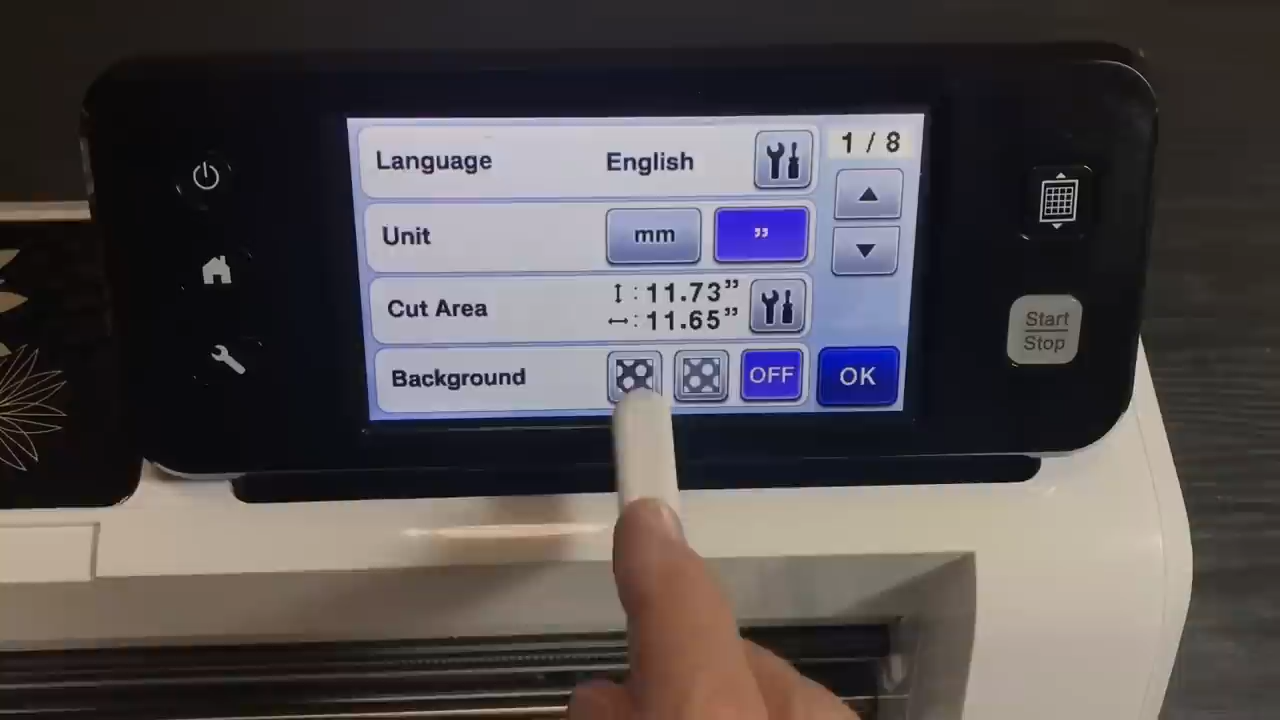 Language English 1 / 8
Unit mm ”
Cut Area : 11.73”
: 11.65”
Background OFF OK
Start
Stop